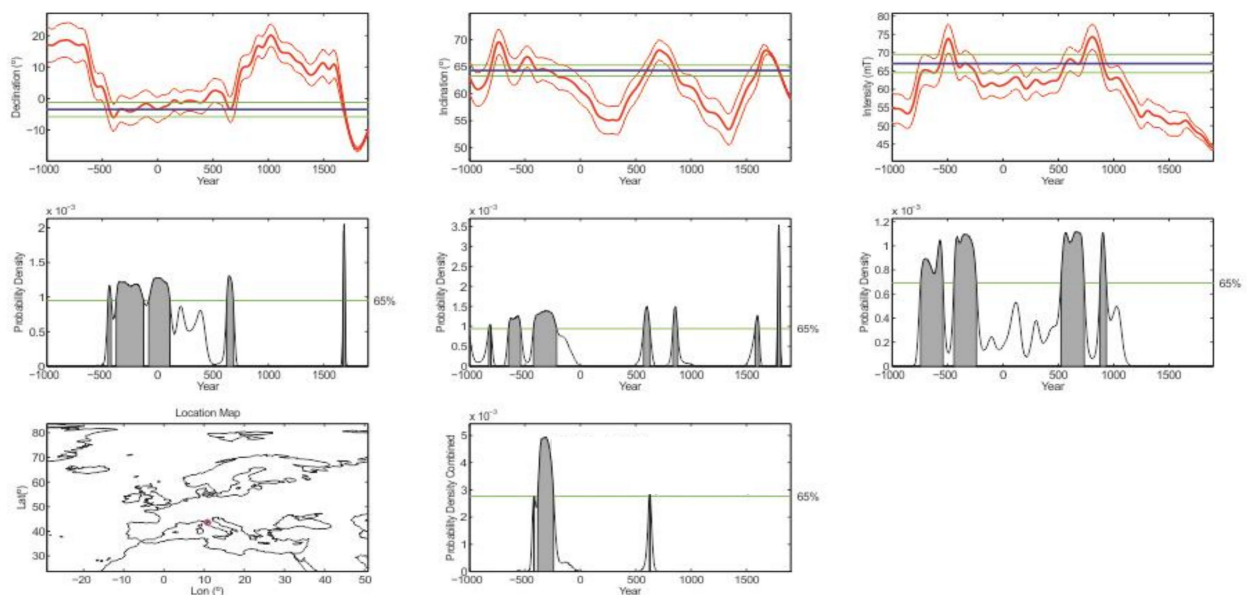 Declination (º)
20
10
0
−10
−1000 −500 0 500 1000 1500
Year
Inclination (º)
70
65
60
55
50
−1000 −500 0 500 1000 1500
Year
Intensity (mT)
80
75
70
65
60
55
50
45
−1000 −500 0 500 1000 1500
Year
x 10⁻³
Probability Density
2
1.5
1
0.5
0
65%
−1000 −500 0 500 1000 1500
Year
x 10⁻³
Probability Density
3.5
3
2.5
2
1.5
1
0.5
0
65%
−1000 −500 0 500 1000 1500
Year
x 10⁻³
Probability Density
1.2
1
0.8
0.6
0.4
0.2
0
65%
−1000 −500 0 500 1000 1500
Year
Location Map
Lat(º)
80
70
60
50
40
30
−20 −10 0 10 20 30 40 50
Lon (º)
x 10⁻³
Probability Density Combined
5
4
3
2
1
0
65%
−1000 −500 0 500 1000 1500
Year